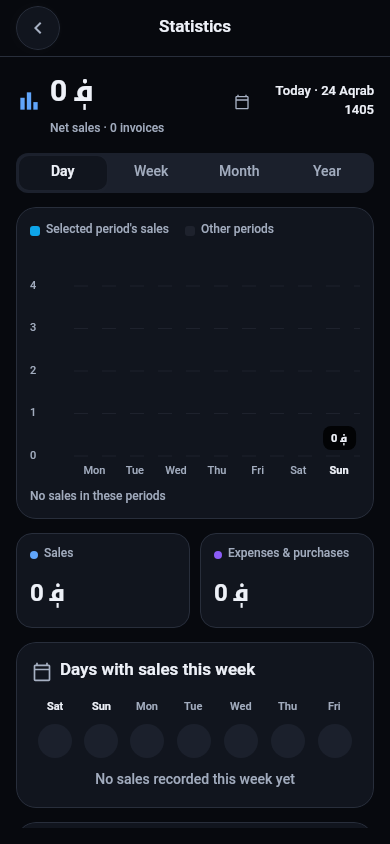 Statistics
0 ؋
Net sales · 0 invoices
Today · 24 Aqrab
1405
Day
Week
Month
Year
Selected period's sales
Other periods
4
3
2
1
0
0 ؋
Mon
Tue
Wed
Thu
Fri
Sat
Sun
No sales in these periods
Sales
0 ؋
Expenses & purchases
0 ؋
Days with sales this week
Sat
Sun
Mon
Tue
Wed
Thu
Fri
No sales recorded this week yet